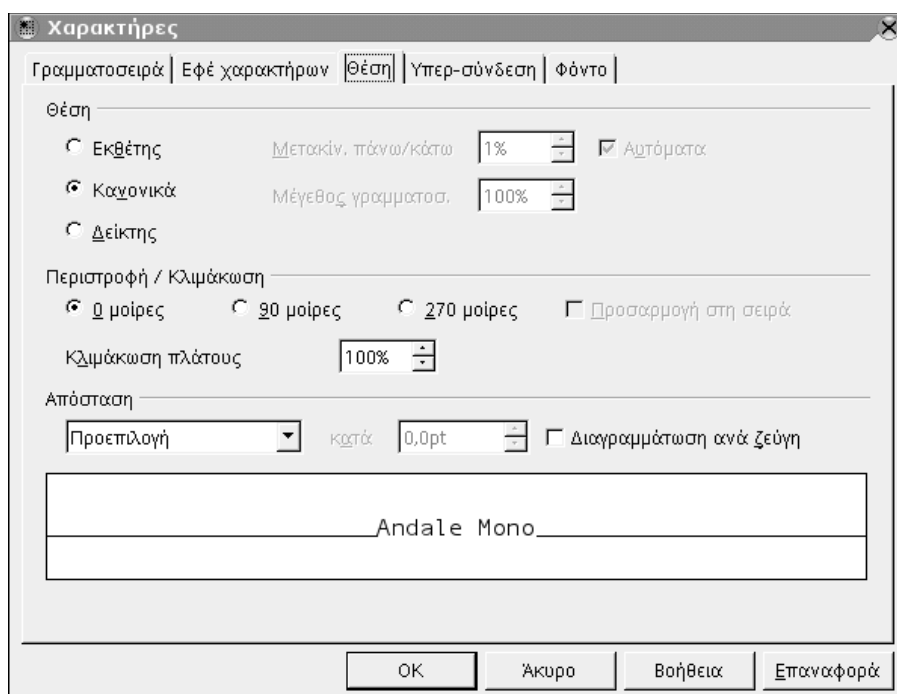 Χαρακτήρες
Γραμματοσειρά Εφέ χαρακτήρων Θέση Υπερ-σύνδεση Φόντο
Θέση
Εκθέτης Μετακίν. πάνω/κάτω 1% Αυτόματα
Κανονικά Μέγεθος γραμματοσ. 100%
Δείκτης
Περιστροφή / Κλιμάκωση
0 μοίρες 90 μοίρες 270 μοίρες Προσαρμογή στη σειρά
Κλιμάκωση πλάτους 100%
Απόσταση
Προεπιλογή κατά 0,0pt Διαγραμμάτωση ανά ζεύγη
Andale Mono
OK Άκυρο Βοήθεια Επαναφορά